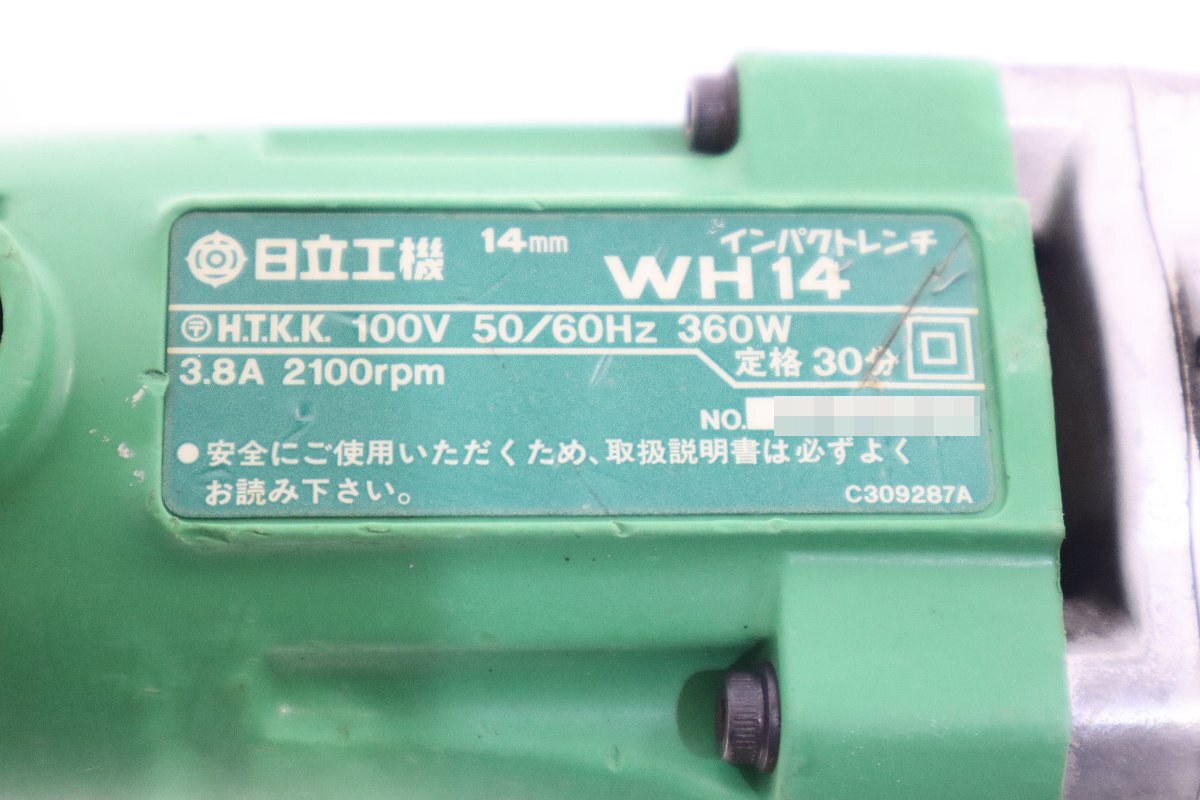 日立工機 14mm インパクトレンチ
WH14
〒 H.T.K.K. 100V 50/60Hz 360W
3.8A 2100rpm 定格 30分
NO.
●安全にご使用いただくため、取扱説明書は必ずよく
お読み下さい。
C309287A